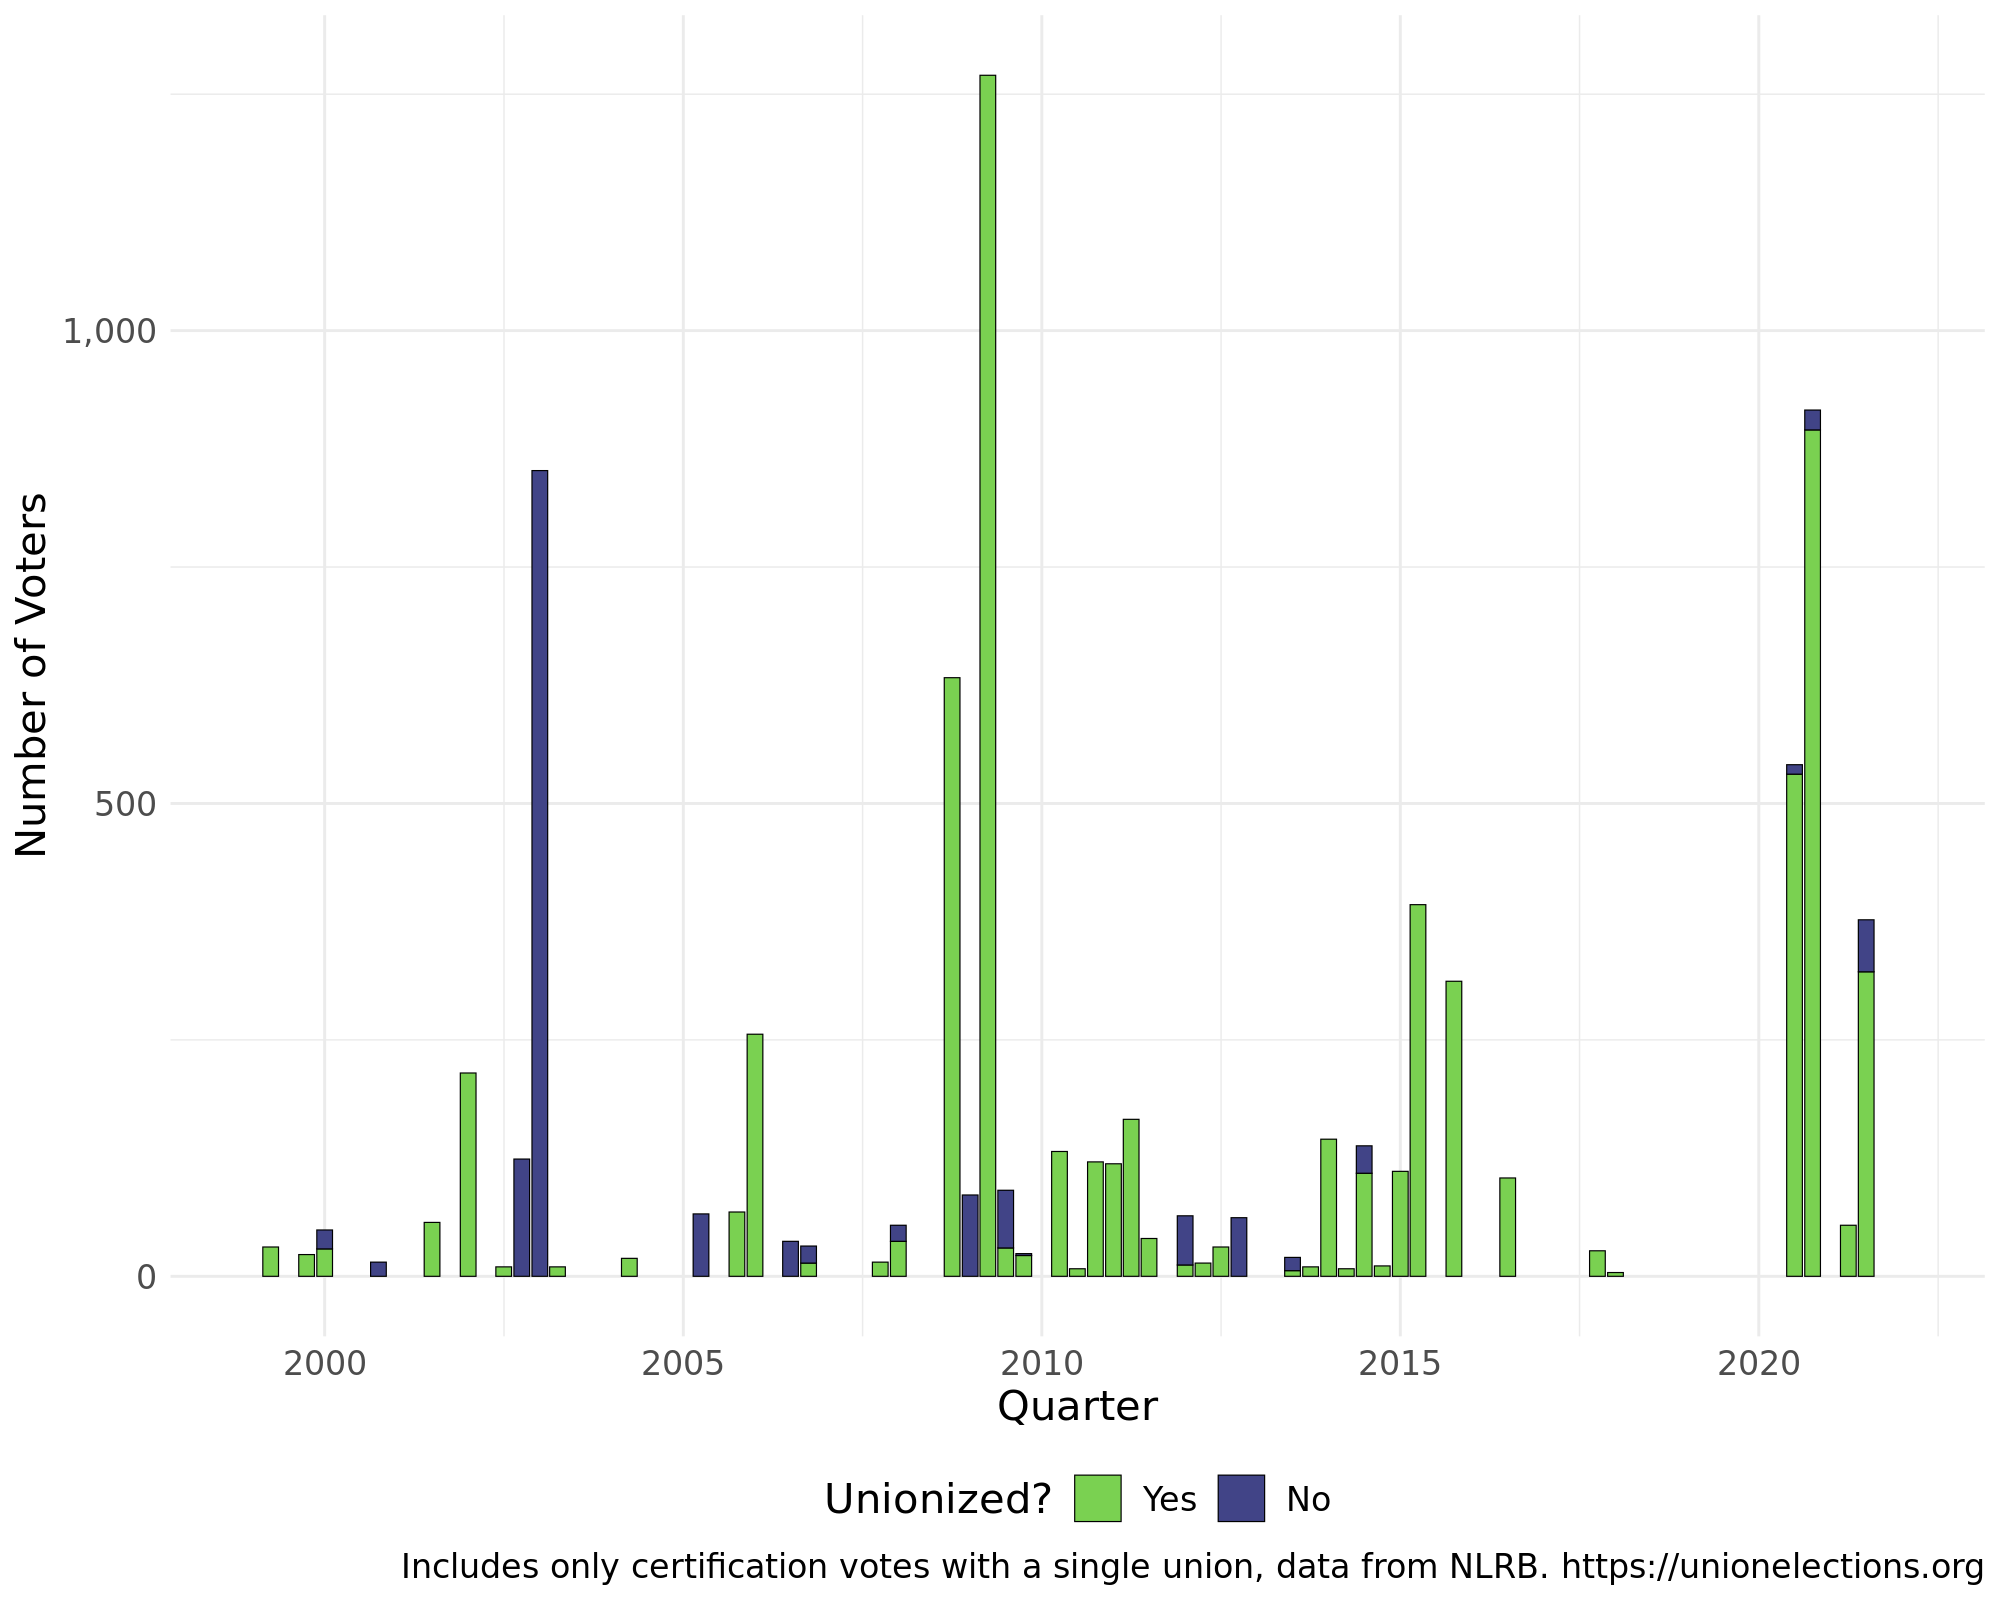 Number of Voters
1,000
500
0
2000 2005 2010 2015 2020
Quarter
Unionized? Yes No
Includes only certification votes with a single union, data from NLRB. https://unionelections.org